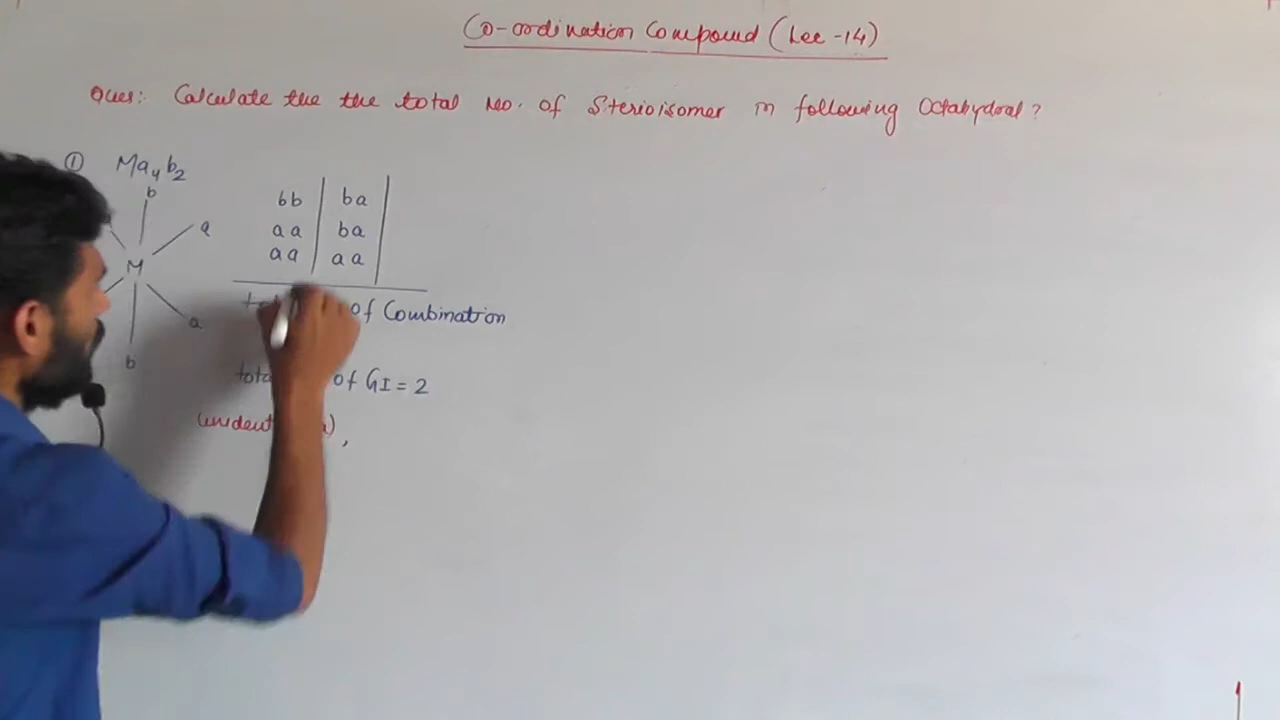 Co-ordination Compound (Lec -14)
Ques: Calculate the the total no. of Sterioisomer in following Octahydral?
① Ma₄b₂
b
a
M
a
b
bb | ba |
aa | ba |
aa | aa |
of Combination
of GI = 2
,